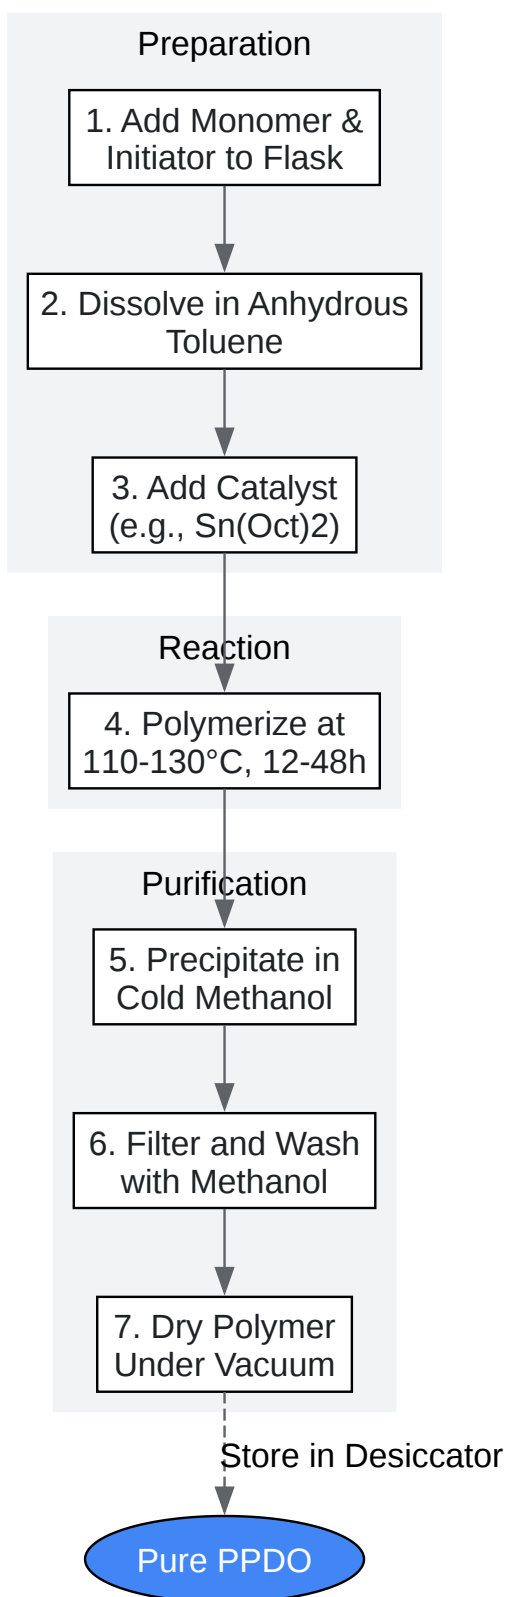 Preparation
1. Add Monomer &
Initiator to Flask
2. Dissolve in Anhydrous
Toluene
3. Add Catalyst
(e.g., Sn(Oct)2)
Reaction
4. Polymerize at
110-130°C, 12-48h
Purification
5. Precipitate in
Cold Methanol
6. Filter and Wash
with Methanol
7. Dry Polymer
Under Vacuum
Store in Desiccator
Pure PPDO